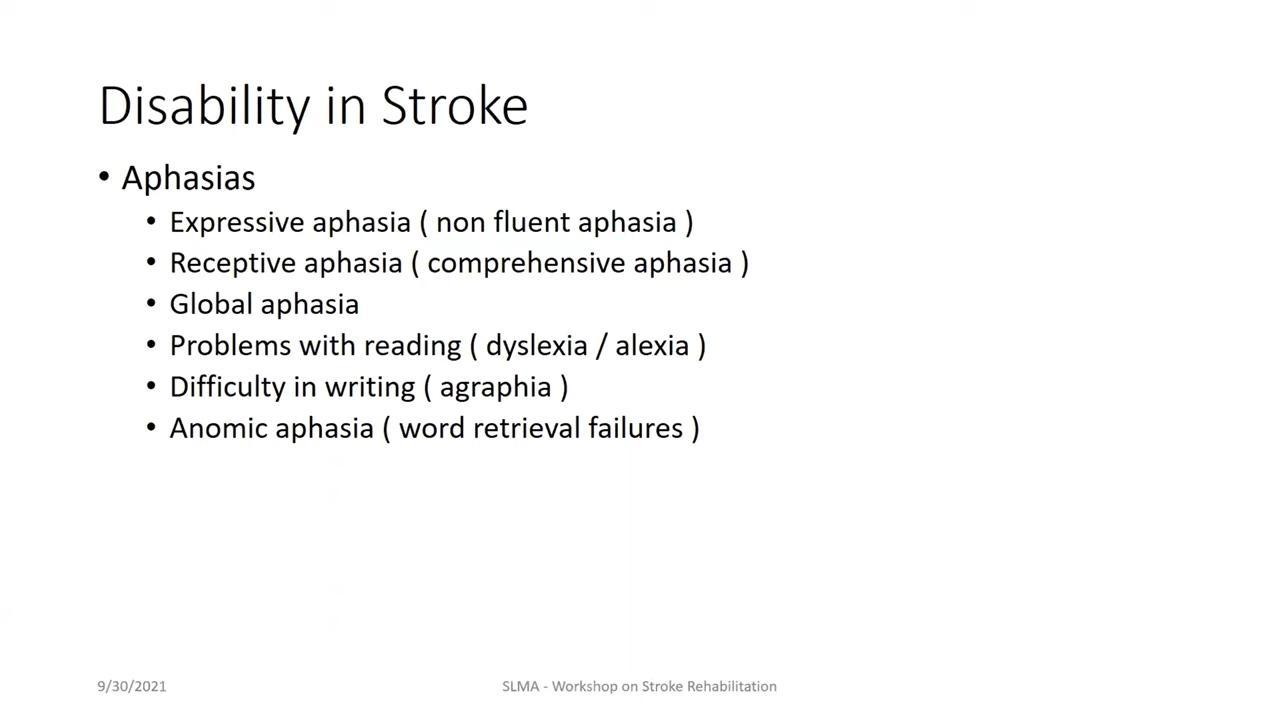 Disability in Stroke
• Aphasias
• Expressive aphasia ( non fluent aphasia )
• Receptive aphasia ( comprehensive aphasia )
• Global aphasia
• Problems with reading ( dyslexia / alexia )
• Difficulty in writing ( agraphia )
• Anomic aphasia ( word retrieval failures )
9/30/2021
SLMA - Workshop on Stroke Rehabilitation